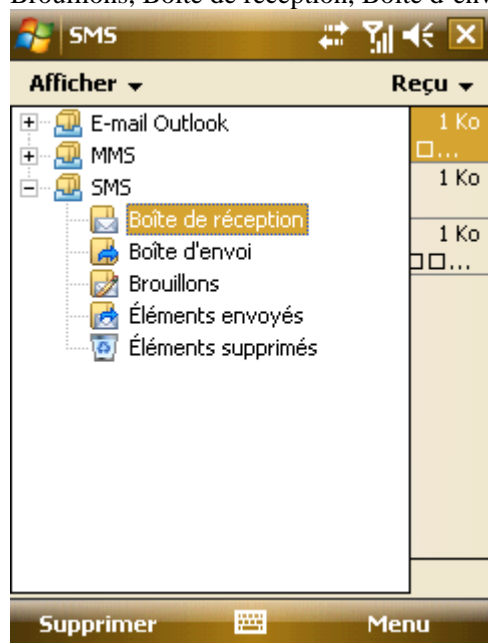 Brouillons, Boîte de réception, Boîte d'env
SMS
Afficher Reçu
E-mail Outlook
1 Ko
MMS
...
SMS
1 Ko
Boîte de réception
Boîte d'envoi
1 Ko
...
Brouillons
Éléments envoyés
Éléments supprimés
Supprimer Menu